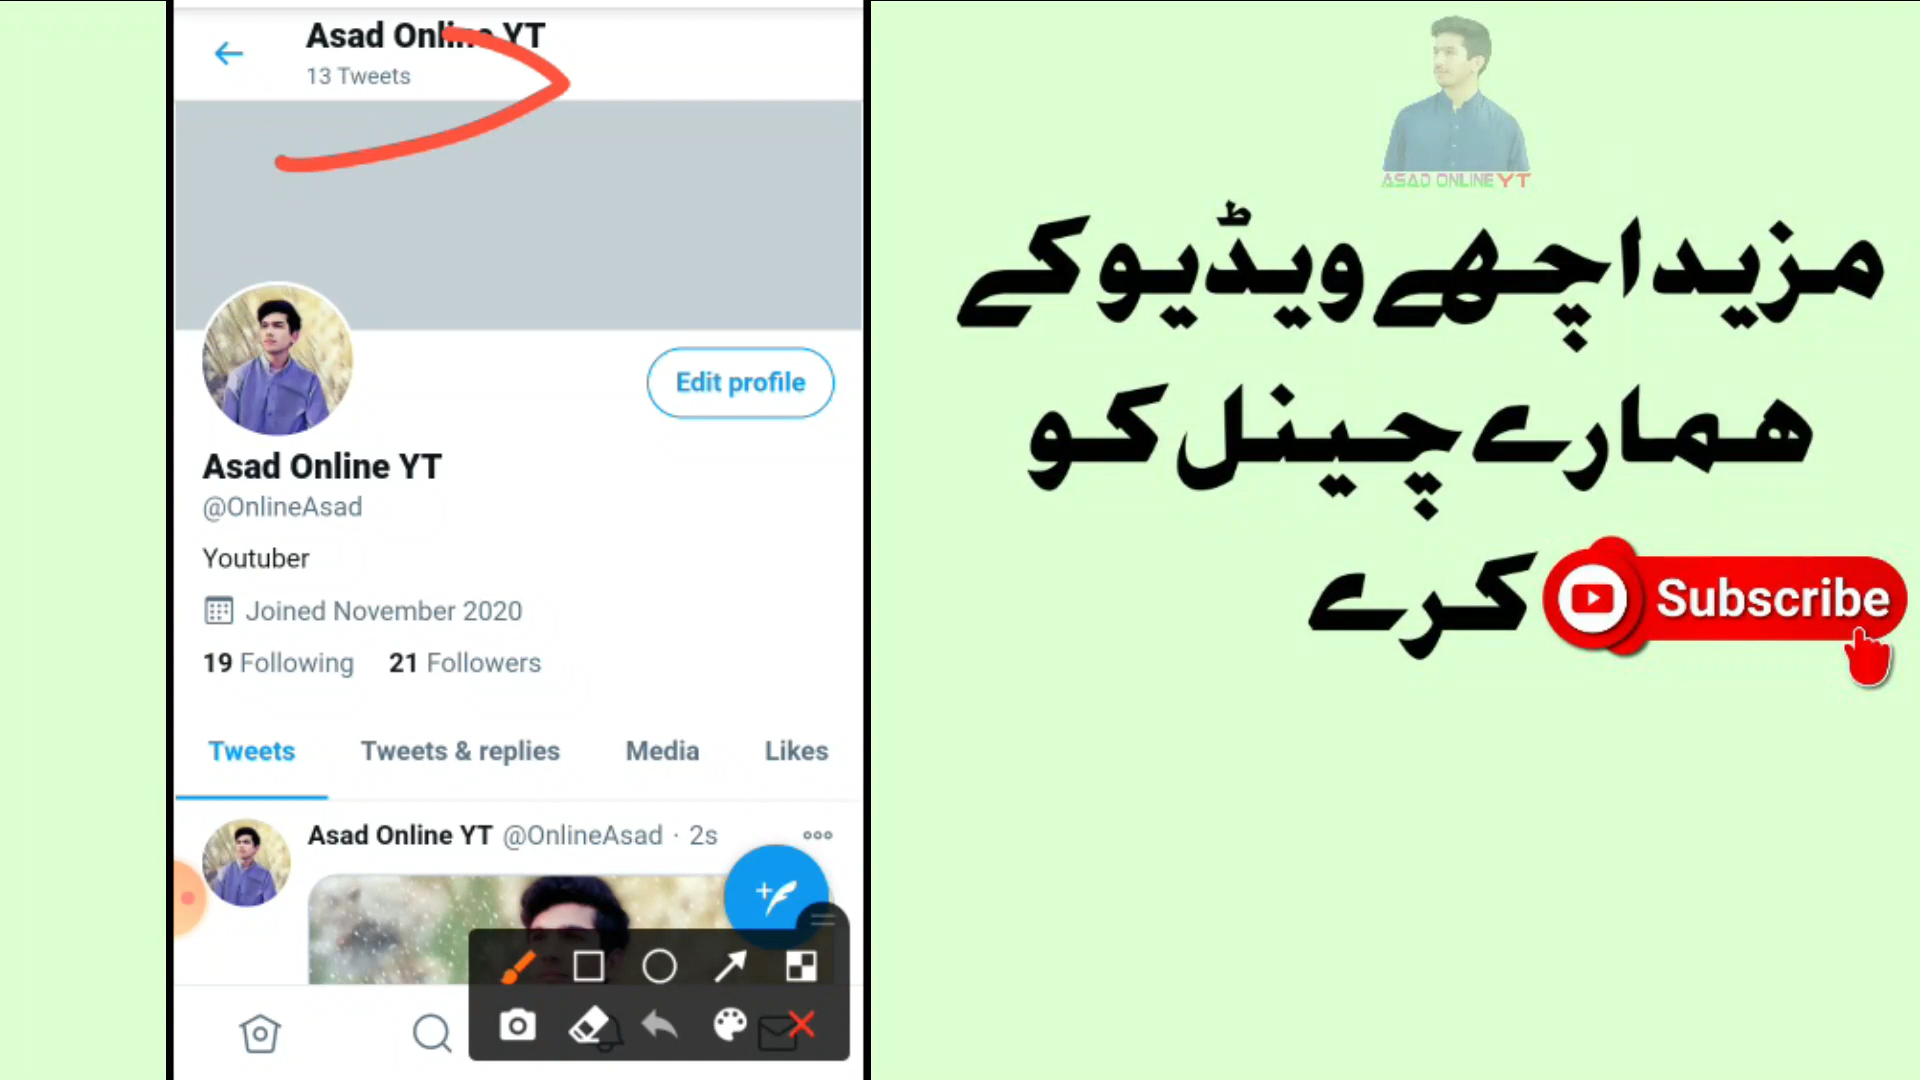 Asad Online YT
13 Tweets
Edit profile
Asad Online YT
@OnlineAsad
Youtuber
Joined November 2020
19 Following 21 Followers
Tweets Tweets & replies Media Likes
Asad Online YT @OnlineAsad · 2s
ASAD ONLINE YT
مزید اچھے ویڈیو کے
ھمارے چینل کو
Subscribe کرے